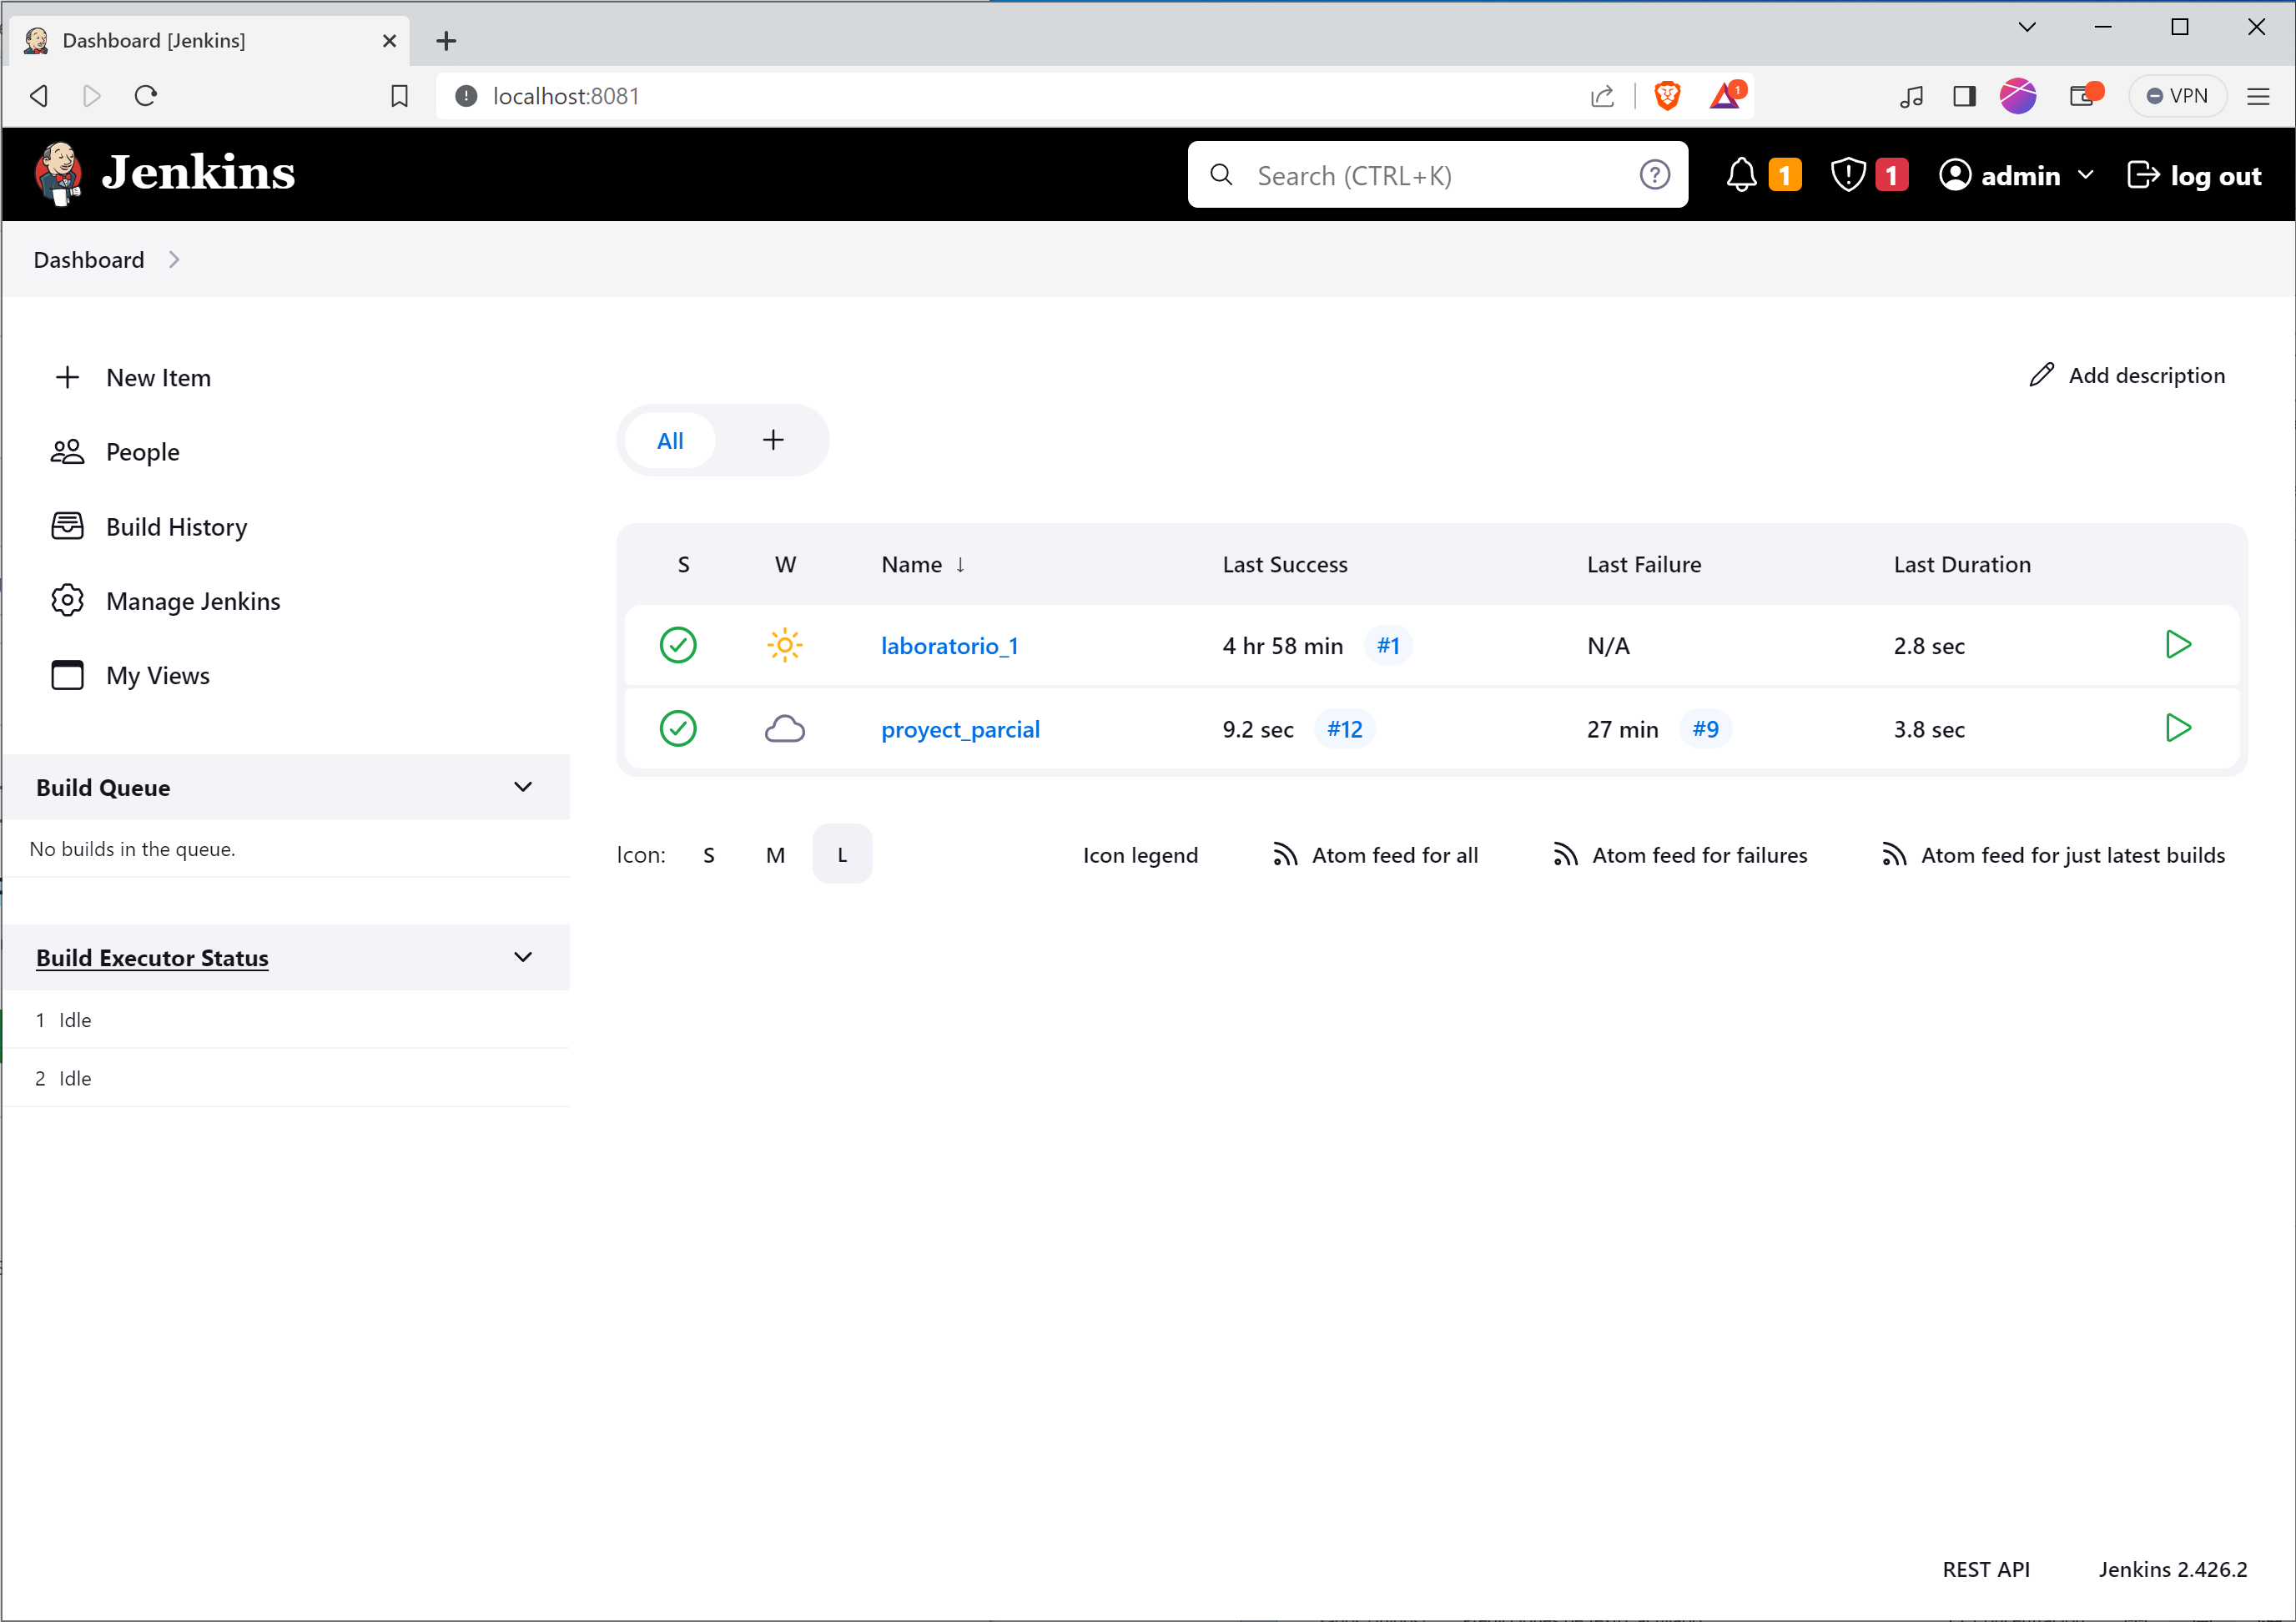 Dashboard [Jenkins]
localhost:8081
1
VPN
Jenkins
Search (CTRL+K)
1
1
admin
log out
Dashboard
New Item
People
Build History
Manage Jenkins
My Views
Add description
All
S W Name ↓ Last Success Last Failure Last Duration
laboratorio_1 4 hr 58 min #1 N/A 2.8 sec
proyect_parcial 9.2 sec #12 27 min #9 3.8 sec
Icon: S M L Icon legend Atom feed for all Atom feed for failures Atom feed for just latest builds
Build Queue
No builds in the queue.
Build Executor Status
1 Idle
2 Idle
REST API Jenkins 2.426.2